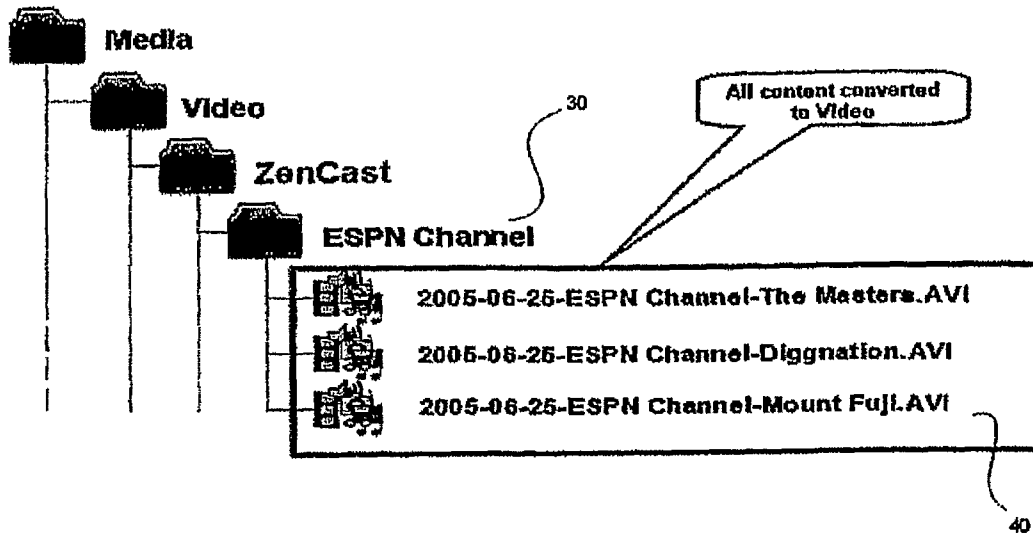 Media
Video
30
All content converted
to Video
ZenCast
ESPN Channel
2005-06-25-ESPN Channel-The Masters.AVI
2005-06-25-ESPN Channel-Diggnation.AVI
2005-06-25-ESPN Channel-Mount Fuji.AVI
40